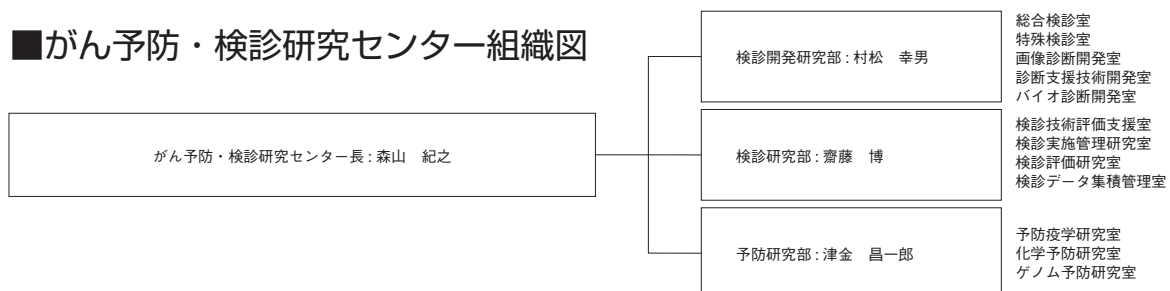 ■がん予防・検診研究センター組織図
がん予防・検診研究センター長：森山　紀之
検診開発研究部：村松　幸男
総合検診室
特殊検診室
画像診断開発室
診断支援技術開発室
バイオ診断開発室
検診研究部：齋藤　博
検診技術評価支援室
検診実施管理研究室
検診評価研究室
検診データ集積管理室
予防研究部：津金　昌一郎
予防疫学研究室
化学予防研究室
ゲノム予防研究室